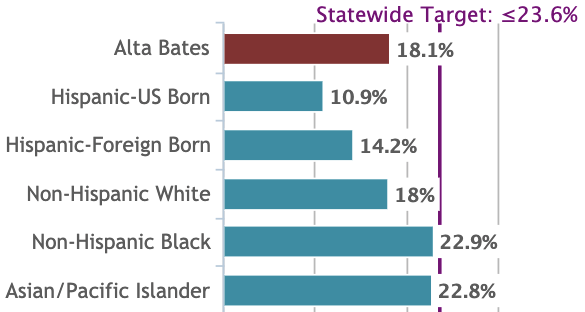 Statewide Target: ≤23.6%
Alta Bates 18.1%
Hispanic-US Born 10.9%
Hispanic-Foreign Born 14.2%
Non-Hispanic White 18%
Non-Hispanic Black 22.9%
Asian/Pacific Islander 22.8%